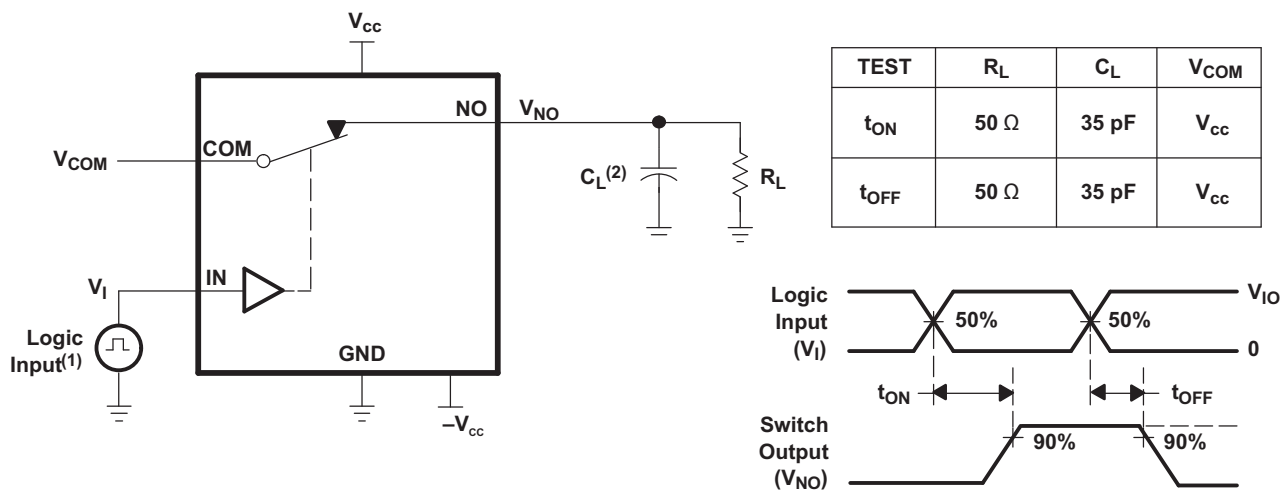 Vcc
NO
VNO
COM
VCOM
CL(2)
RL
IN
VI
Logic
Input(1)
GND
–Vcc
TEST RL CL VCOM
tON 50 Ω 35 pF Vcc
tOFF 50 Ω 35 pF Vcc
Logic
Input
(VI)
50%
50%
VIO
0
tON
tOFF
Switch
Output
(VNO)
90%
90%